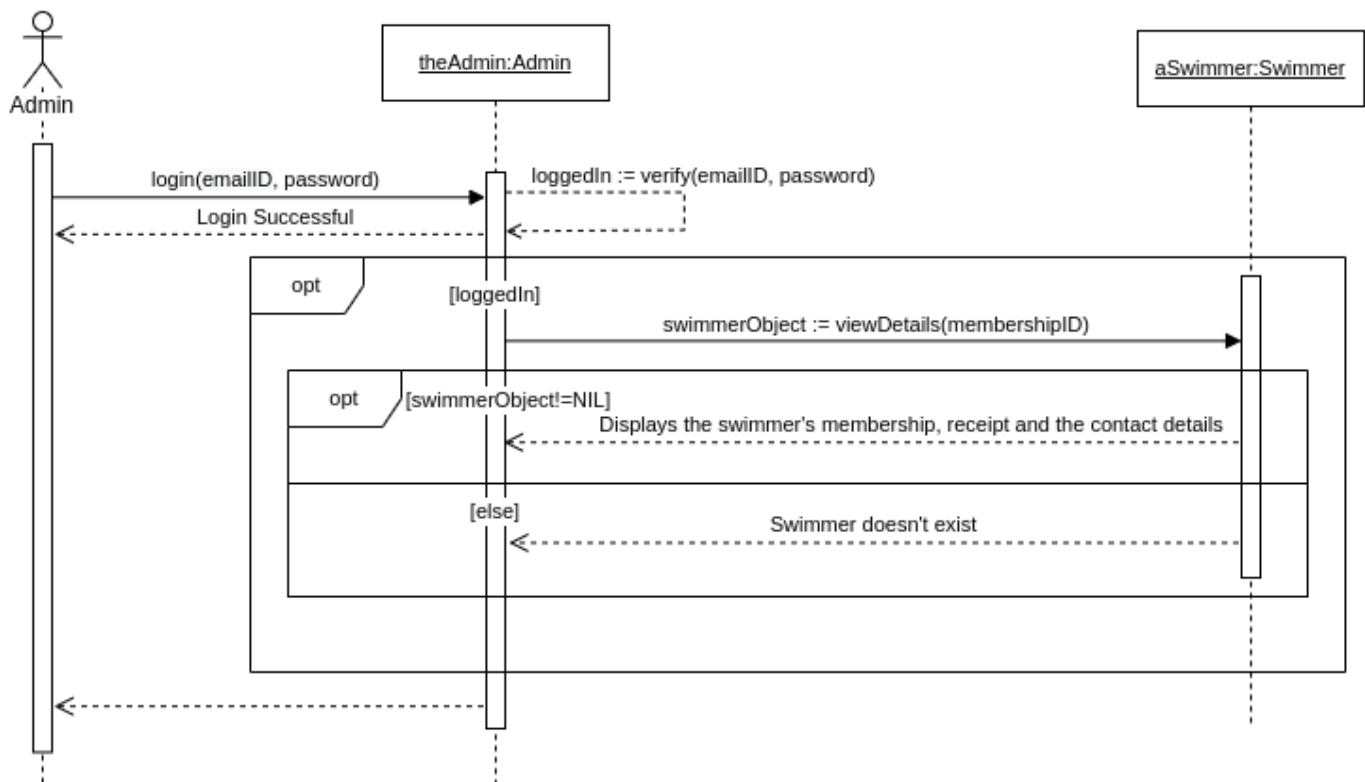 theAdmin:Admin
aSwimmer:Swimmer
Admin
login(emailID, password)
loggedIn := verify(emailID, password)
Login Successful
opt
[loggedIn]
swimmerObject := viewDetails(membershipID)
opt
[swimmerObject!=NIL]
Displays the swimmer's membership, receipt and the contact details
[else]
Swimmer doesn't exist